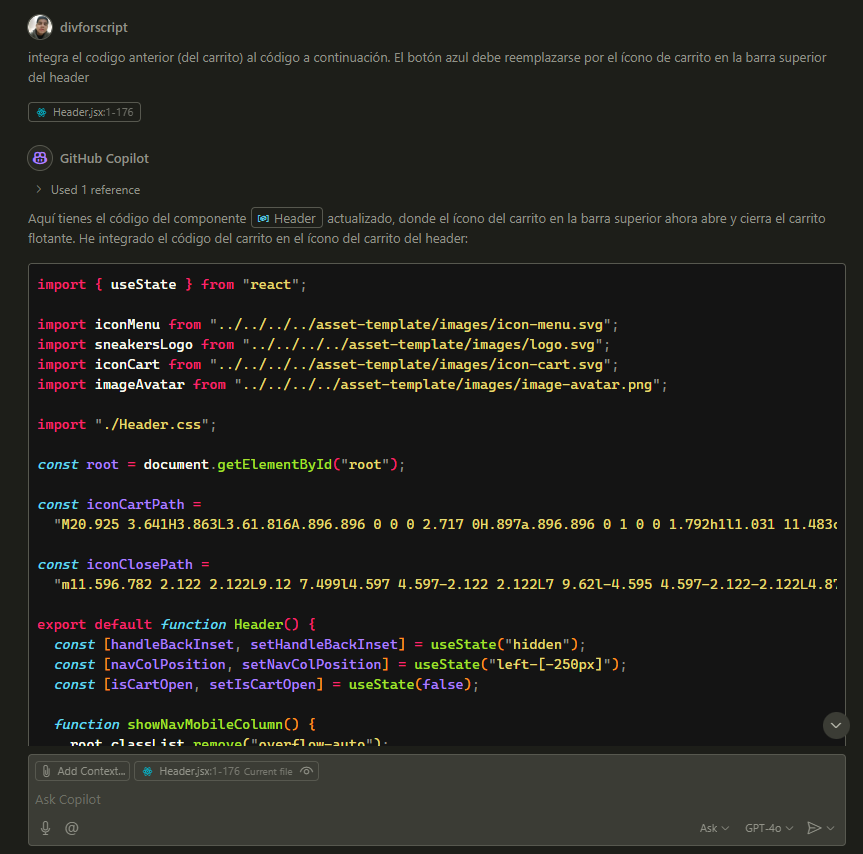 divforscript
integra el codigo anterior (del carrito) al código a continuación. El botón azul debe reemplazarse por el ícono de carrito en la barra superior
del header
Header.jsx:1-176
GitHub Copilot
Used 1 reference
Aquí tienes el código del componente Header actualizado, donde el ícono del carrito en la barra superior ahora abre y cierra el carrito
flotante. He integrado el código del carrito en el ícono del carrito del header:
import { useState } from "react";
import iconMenu from "../../../../asset-template/images/icon-menu.svg";
import sneakersLogo from "../../../../asset-template/images/logo.svg";
import iconCart from "../../../../asset-template/images/icon-cart.svg";
import imageAvatar from "../../../../asset-template/images/image-avatar.png";
import "./Header.css";
const root = document.getElementById("root");
const iconCartPath =
"M20.925 3.641H3.863L3.61.816A.896.896 0 0 0 2.717 0H.897a.896.896 0 1 0 0 1.792h1l1.031 11.483c
const iconClosePath =
"m11.596.782 2.122 2.122L9.12 7.499l4.597 4.597-2.122 2.122L7 9.62l-4.595 4.597-2.122-2.122L4.87
export default function Header() {
const [handleBackInset, setHandleBackInset] = useState("hidden");
const [navColPosition, setNavColPosition] = useState("left-[-250px]");
const [isCartOpen, setIsCartOpen] = useState(false);
function showNavMobileColumn() {
root.classList.remove("overflow-auto");
Add Context...
Header.jsx:1-176 Current file
Ask Copilot
@
Ask
GPT-4o